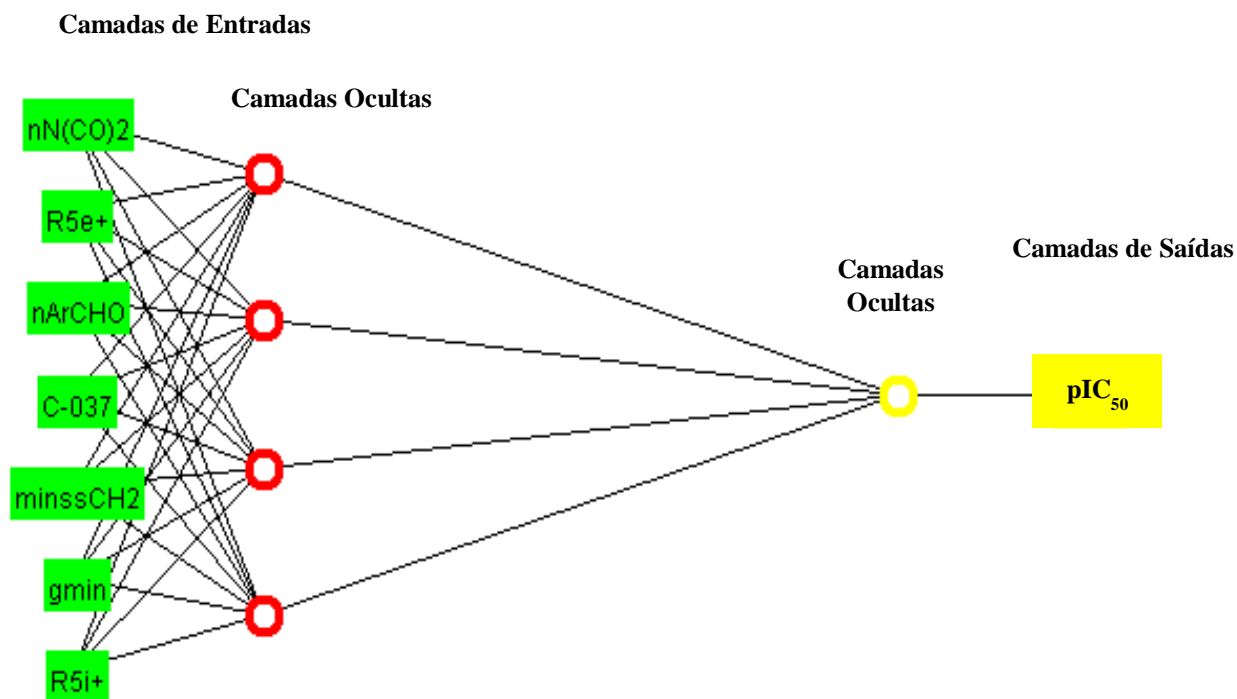 Camadas de Entradas
Camadas Ocultas
nN(CO)2
R5e+
nArCHO
C-037
minssCH2
gmin
R5i+
Camadas
Ocultas
Camadas de Saídas
pIC50